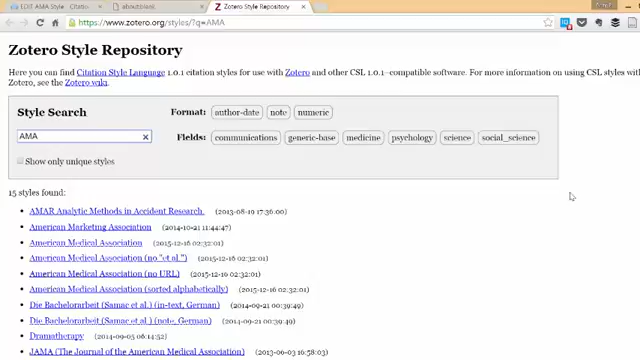 EDIT AMA Style Citatio
about:blank
Zotero Style Repository
https://www.zotero.org/styles/?q=AMA
Zotero Style Repository
Here you can find Citation Style Language 1.0.1 citation styles for use with Zotero and other CSL 1.0.1–compatible software. For more information on using CSL styles wit
Zotero, see the Zotero wiki.
Style Search
Format: author-date note numeric
AMA
Fields: communications generic-base medicine psychology science social_science
Show only unique styles
15 styles found:
AMAR Analytic Methods in Accident Research. (2013-08-19 17:36:00)
American Marketing Association (2014-10-21 11:44:47)
American Medical Association (2015-12-16 02:32:01)
American Medical Association (no "et al.") (2015-12-16 02:32:01)
American Medical Association (no URL) (2015-12-16 02:32:01)
American Medical Association (sorted alphabetically) (2015-12-16 02:32:01)
Die Bachelorarbeit (Samac et al.) (in-text, German) (2014-09-21 00:39:49)
Die Bachelorarbeit (Samac et al.) (note, German) (2014-09-21 00:39:49)
Dramatherapy (2014-09-05 06:14:52)
JAMA (The Journal of the American Medical Association) (2013-06-03 16:58:03)